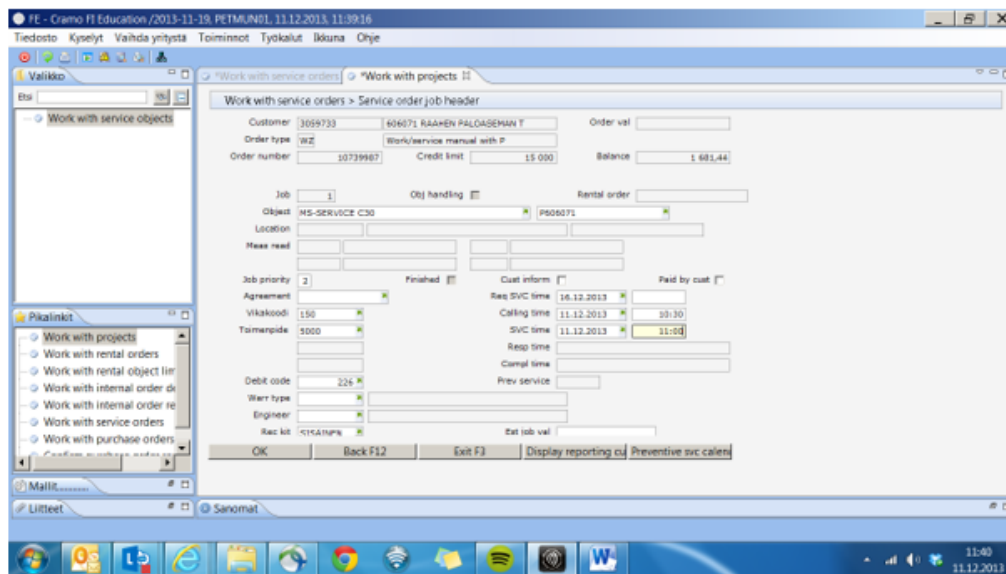 FE - Cramo FI Education /2013-11-19, PETMUN01, 11.12.2013, 11:39:16
Tiedosto Kyselyt Vaihda yritystä Toiminnot Työkalut Ikkuna Ohje
Valikko
*Work with service orders *Work with projects
Etsi
Work with service objects
Work with service orders > Service order job header
Customer 3059733 606071 RAAHEN PALOASEMAN T Order val
Order type WZ Work/service manual with P
Order number 10739987 Credit limit 15 000 Balance 1 681,44
Job 1 Obj handling Rental order
Object MS-SERVICE C30 P606071
Location
Meas read
Job priority 2 Finished Cust inform Paid by cust
Agreement Req SVC time 16.12.2013
Vikakoodi 150 Calling time 11.12.2013 10:30
Toimenpide 5000 SVC time 11.12.2013 11:00
Resp time
Compl time
Debit code 226 Prev service
Warr type
Engineer
Rec kit SISÄINEN Ext job val
OK Back F12 Exit F3 Display reporting cu Preventive svc calend
Pikalinkit
Work with projects
Work with rental orders
Work with rental object lim
Work with internal order de
Work with internal order re
Work with service orders
Work with purchase orders
Mallit.........
Liitteet
Sanomat
11:40
11.12.2013